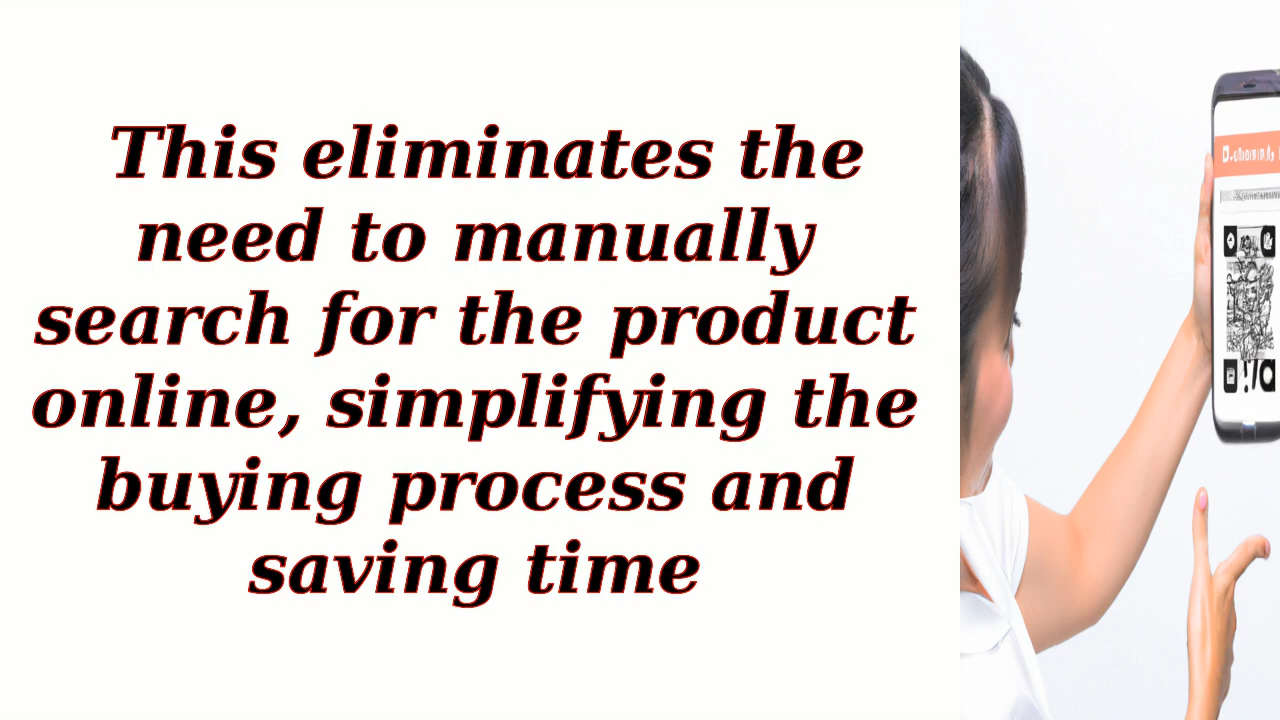 This eliminates the
need to manually
search for the product
online, simplifying the
buying process and
saving time